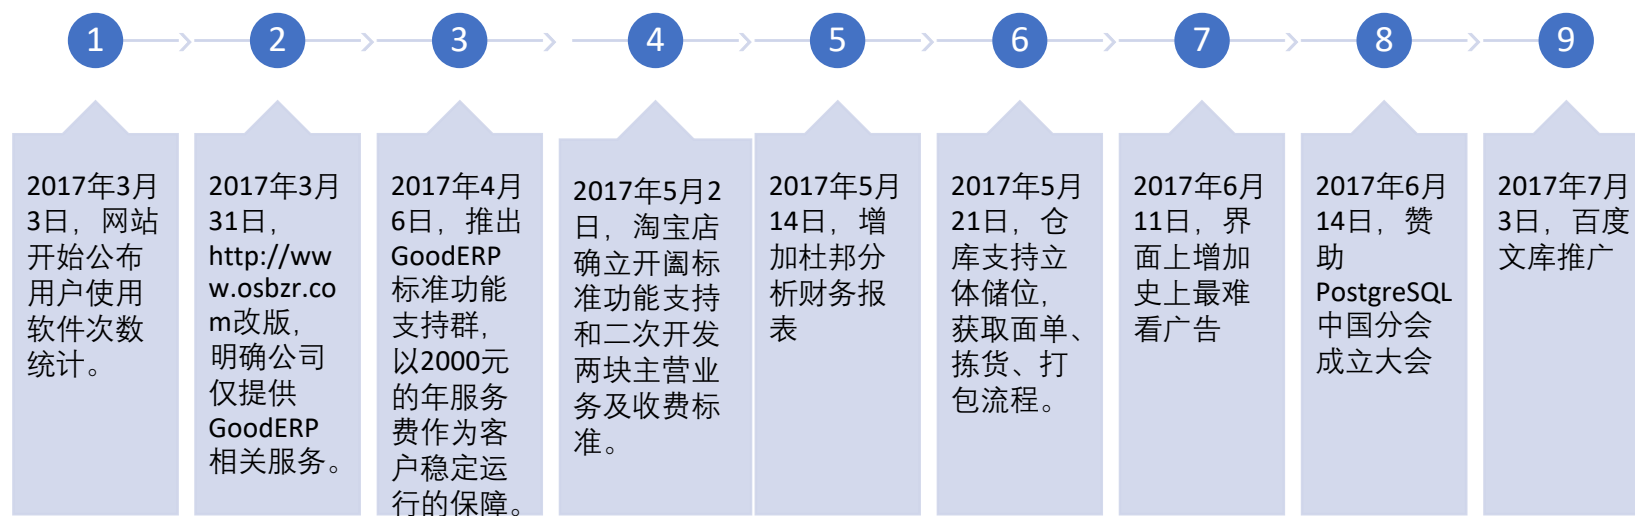 1
2
3
4
5
6
7
8
9
2017年3月
3日，网站
开始公布
用户使用
软件次数
统计。
2017年3月
31日，
http://ww
w.osbzr.co
m改版，
明确公司
仅提供
GoodERP
相关服务。
2017年4月
6日，推出
GoodERP
标准功能
支持群，
以2000元
的年服务
费作为客
户稳定运
行的保障。
2017年5月2
日，淘宝店
确立开阖标
准功能支持
和二次开发
两块主营业
务及收费标
准。
2017年5月
14日，增
加杜邦分
析财务报
表
2017年5月
21日，仓
库支持立
体储位，
获取面单、
拣货、打
包流程。
2017年6月
11日，界
面上增加
史上最难
看广告
2017年6月
14日，赞
助
PostgreSQL
中国分会
成立大会
2017年7月
3日，百度
文库推广